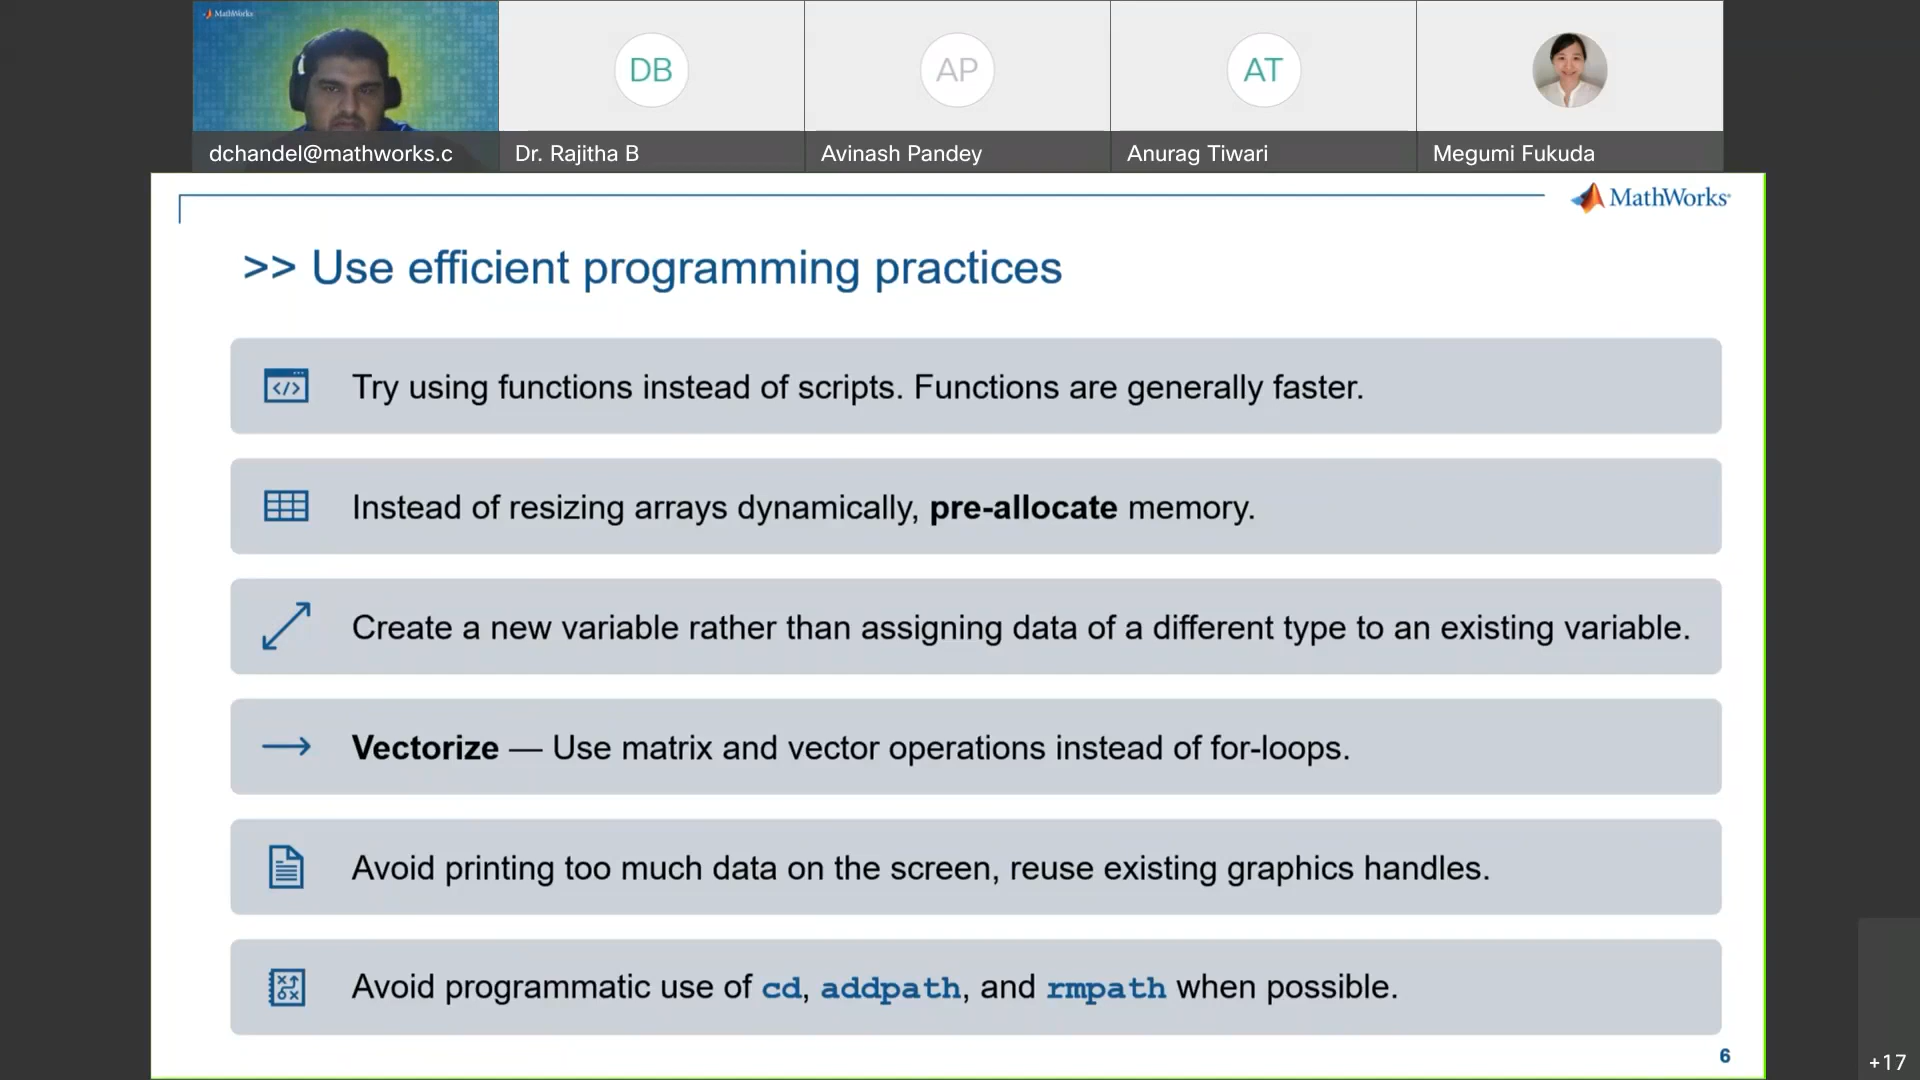 MathWorks
DB
AP
AT
dchandel@mathworks.c
Dr. Rajitha B
Avinash Pandey
Anurag Tiwari
Megumi Fukuda
MathWorks®
>> Use efficient programming practices
</>
Try using functions instead of scripts. Functions are generally faster.
Instead of resizing arrays dynamically, pre-allocate memory.
Create a new variable rather than assigning data of a different type to an existing variable.
Vectorize — Use matrix and vector operations instead of for-loops.
Avoid printing too much data on the screen, reuse existing graphics handles.
Avoid programmatic use of cd, addpath, and rmpath when possible.
6
+17